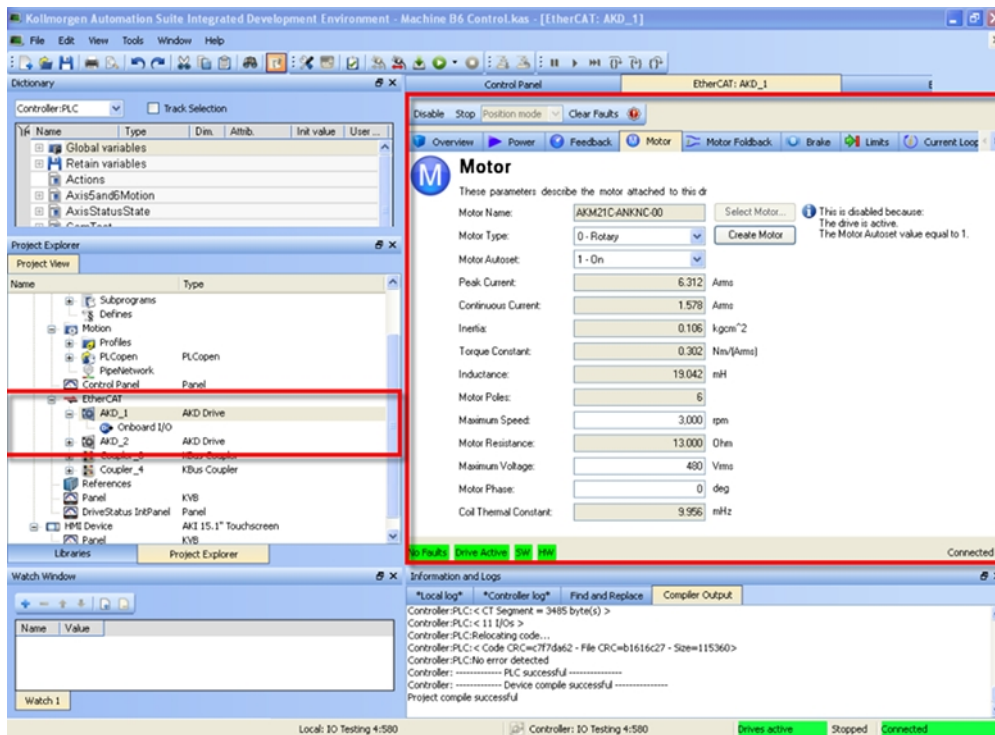 Kollmorgen Automation Suite Integrated Development Environment - Machine B6 Control.kas - [EtherCAT: AKD_1]
File Edit View Tools Window Help
Dictionary
Controller:PLC Track Selection
Name Type Dim. Attrib. Init value User ...
Global variables
Retain variables
Actions
Axis5and6Motion
AxisStatusState
Project Explorer
Project View
Name Type
Subprograms
Defines
Motion
Profiles
PLCopen PLCopen
PipeNetwork
Control Panel Panel
EtherCAT
AKD_1 AKD Drive
Onboard I/O
AKD_2 AKD Drive
Coupler_3 KBus Coupler
Coupler_4 KBus Coupler
References
Panel KVB
DriveStatus IntPanel Panel
HMI Device AKI 15.1" Touchscreen
Panel KVB
Libraries Project Explorer
Watch Window
Name Value
Watch 1
Control Panel EtherCAT: AKD_1
Disable Stop Position mode Clear Faults
Overview Power Feedback Motor Motor Foldback Brake Limits Current Loop
M Motor
These parameters describe the motor attached to this dr
Motor Name: AKM21C-ANKNC-00 Select Motor... This is disabled because:
The drive is active.
Motor Type: 0 - Rotary Create Motor The Motor Autoset value equal to 1.
Motor Autoset: 1 - On
Peak Current: 6.312 Arms
Continuous Current: 1.578 Arms
Inertia: 0.106 kgcm^2
Torque Constant: 0.302 Nm/(Arms)
Inductance: 19.042 mH
Motor Poles: 6
Maximum Speed: 3,000 rpm
Motor Resistance: 13.000 Ohm
Maximum Voltage: 480 Vrms
Motor Phase: 0 deg
Coil Thermal Constant: 9.956 mHz
No Faults Drive Active SW HW Connected
Information and Logs
*Local log* *Controller log* Find and Replace Compiler Output
Controller:PLC:< CT Segment = 3485 byte(s) >
Controller:PLC:< 11 I/Os >
Controller:PLC:Relocating code...
Controller:PLC:< Code CRC=c7f7da62 - File CRC=b1616c27 - Size=115360>
Controller:PLC:No error detected
Controller: ------------- PLC successful ---------------
Controller: ------------- Device compile successful ---------------
Project compile successful
Local: IO Testing 4:580 Controller: IO Testing 4:580 Drives active Stopped Connected